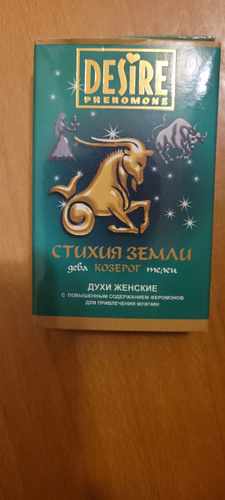 DESIRE
PHEROMONE
СТИХИЯ ЗЕМЛИ
дева КОЗЕРОГ телец
ДУХИ ЖЕНСКИЕ
С ПОВЫШЕННЫМ СОДЕРЖАНИЕМ ФЕРОМОНОВ
ДЛЯ ПРИВЛЕЧЕНИЯ МУЖЧИН